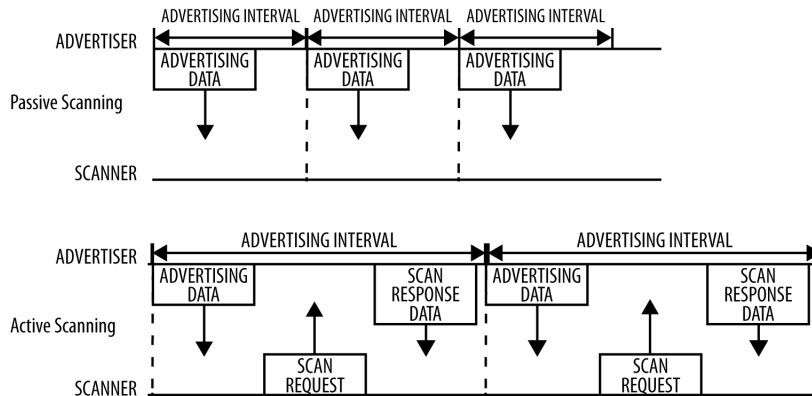 ADVERTISING INTERVAL ADVERTISING INTERVAL ADVERTISING INTERVAL
ADVERTISER
ADVERTISING DATA ADVERTISING DATA ADVERTISING DATA
Passive Scanning
SCANNER
ADVERTISING INTERVAL ADVERTISING INTERVAL
ADVERTISER
ADVERTISING DATA SCAN RESPONSE DATA ADVERTISING DATA SCAN RESPONSE DATA
Active Scanning
SCAN REQUEST SCAN REQUEST
SCANNER